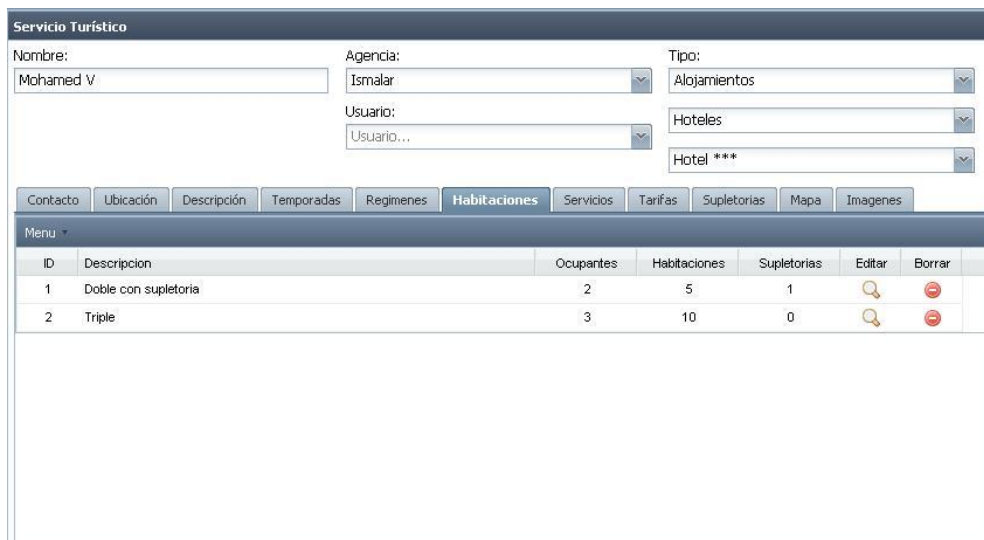 Servicio Turístico
Nombre: Agencia: Tipo:
Mohamed V Ismalar Alojamientos
Usuario:
Usuario... Hoteles
Hotel ***
Contacto Ubicación Descripción Temporadas Regimenes Habitaciones Servicios Tarifas Supletorias Mapa Imagenes
Menu
ID Descripcion Ocupantes Habitaciones Supletorias Editar Borrar
1 Doble con supletoria 2 5 1
2 Triple 3 10 0